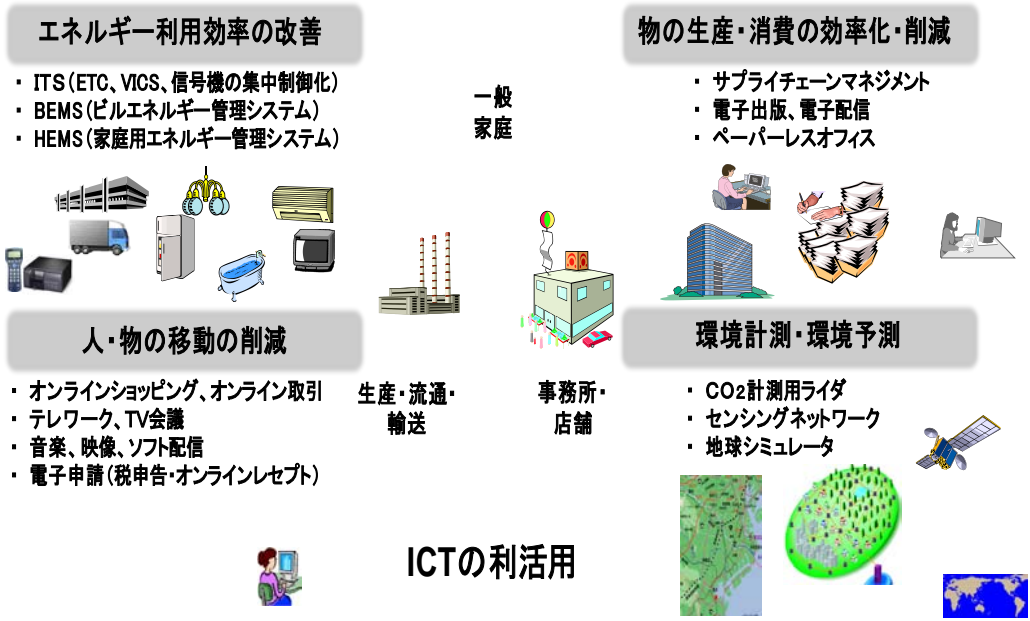 エネルギー利用効率の改善
・ ITS(ETC、VICS、信号機の集中制御化)
・ BEMS(ビルエネルギー管理システム)
・ HEMS(家庭用エネルギー管理システム)
一般
家庭
物の生産・消費の効率化・削減
・ サプライチェーンマネジメント
・ 電子出版、電子配信
・ ペーパーレスオフィス
人・物の移動の削減
・ オンラインショッピング、オンライン取引
・ テレワーク、TV会議
・ 音楽、映像、ソフト配信
・ 電子申請(税申告・オンラインレセプト)
生産・流通・
輸送
事務所・
店舗
環境計測・環境予測
・ CO2計測用ライダ
・ センシングネットワーク
・ 地球シミュレータ
ICTの利活用